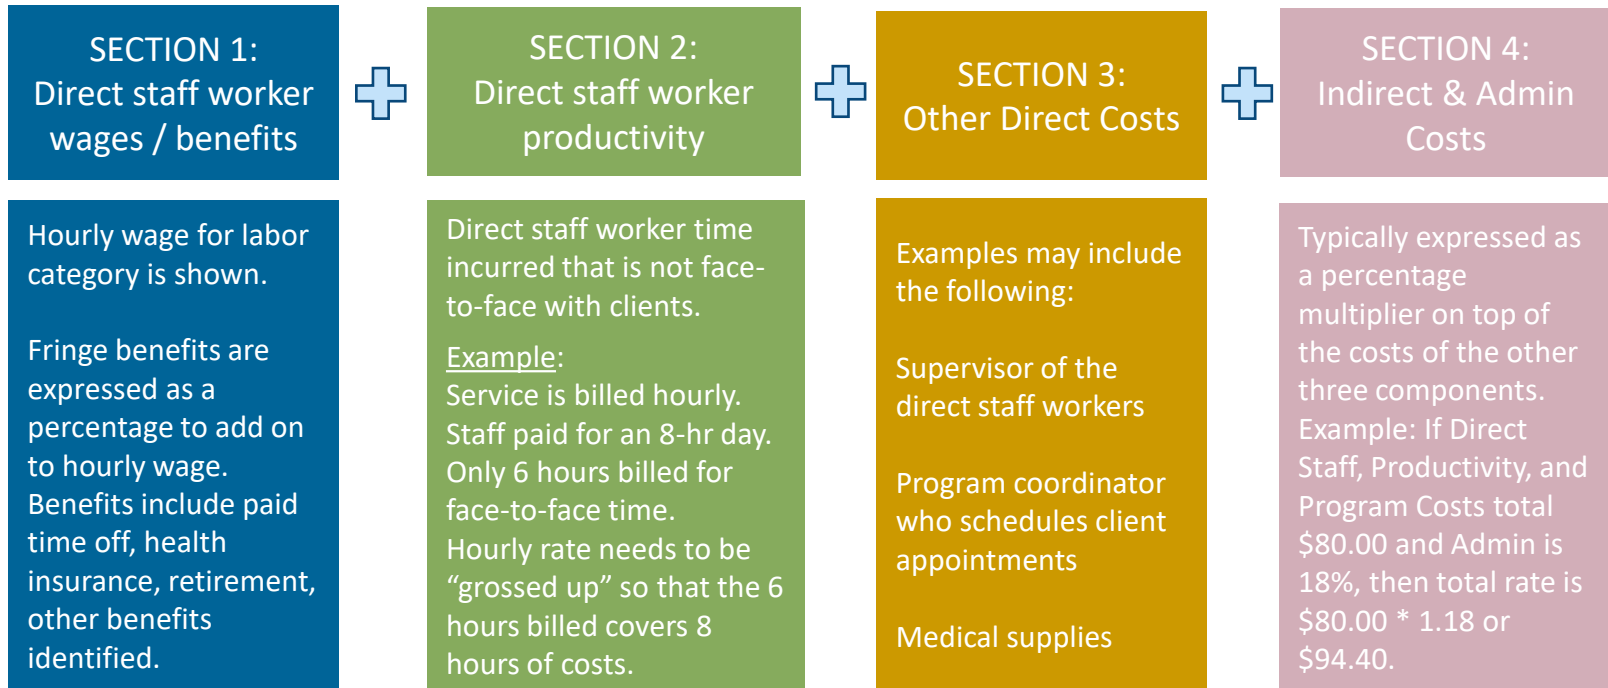 SECTION 1:
Direct staff worker
wages / benefits
SECTION 2:
Direct staff worker
productivity
SECTION 3:
Other Direct Costs
SECTION 4:
Indirect & Admin
Costs
Hourly wage for labor
category is shown.
Fringe benefits are
expressed as a
percentage to add on
to hourly wage.
Benefits include paid
time off, health
insurance, retirement,
other benefits
identified.
Direct staff worker time
incurred that is not face-
to-face with clients.
Example:
Service is billed hourly.
Staff paid for an 8-hr day.
Only 6 hours billed for
face-to-face time.
Hourly rate needs to be
“grossed up” so that the 6
hours billed covers 8
hours of costs.
Examples may include
the following:
Supervisor of the
direct staff workers
Program coordinator
who schedules client
appointments
Medical supplies
Typically expressed as
a percentage
multiplier on top of
the costs of the other
three components.
Example: If Direct
Staff, Productivity, and
Program Costs total
$80.00 and Admin is
18%, then total rate is
$80.00 * 1.18 or
$94.40.